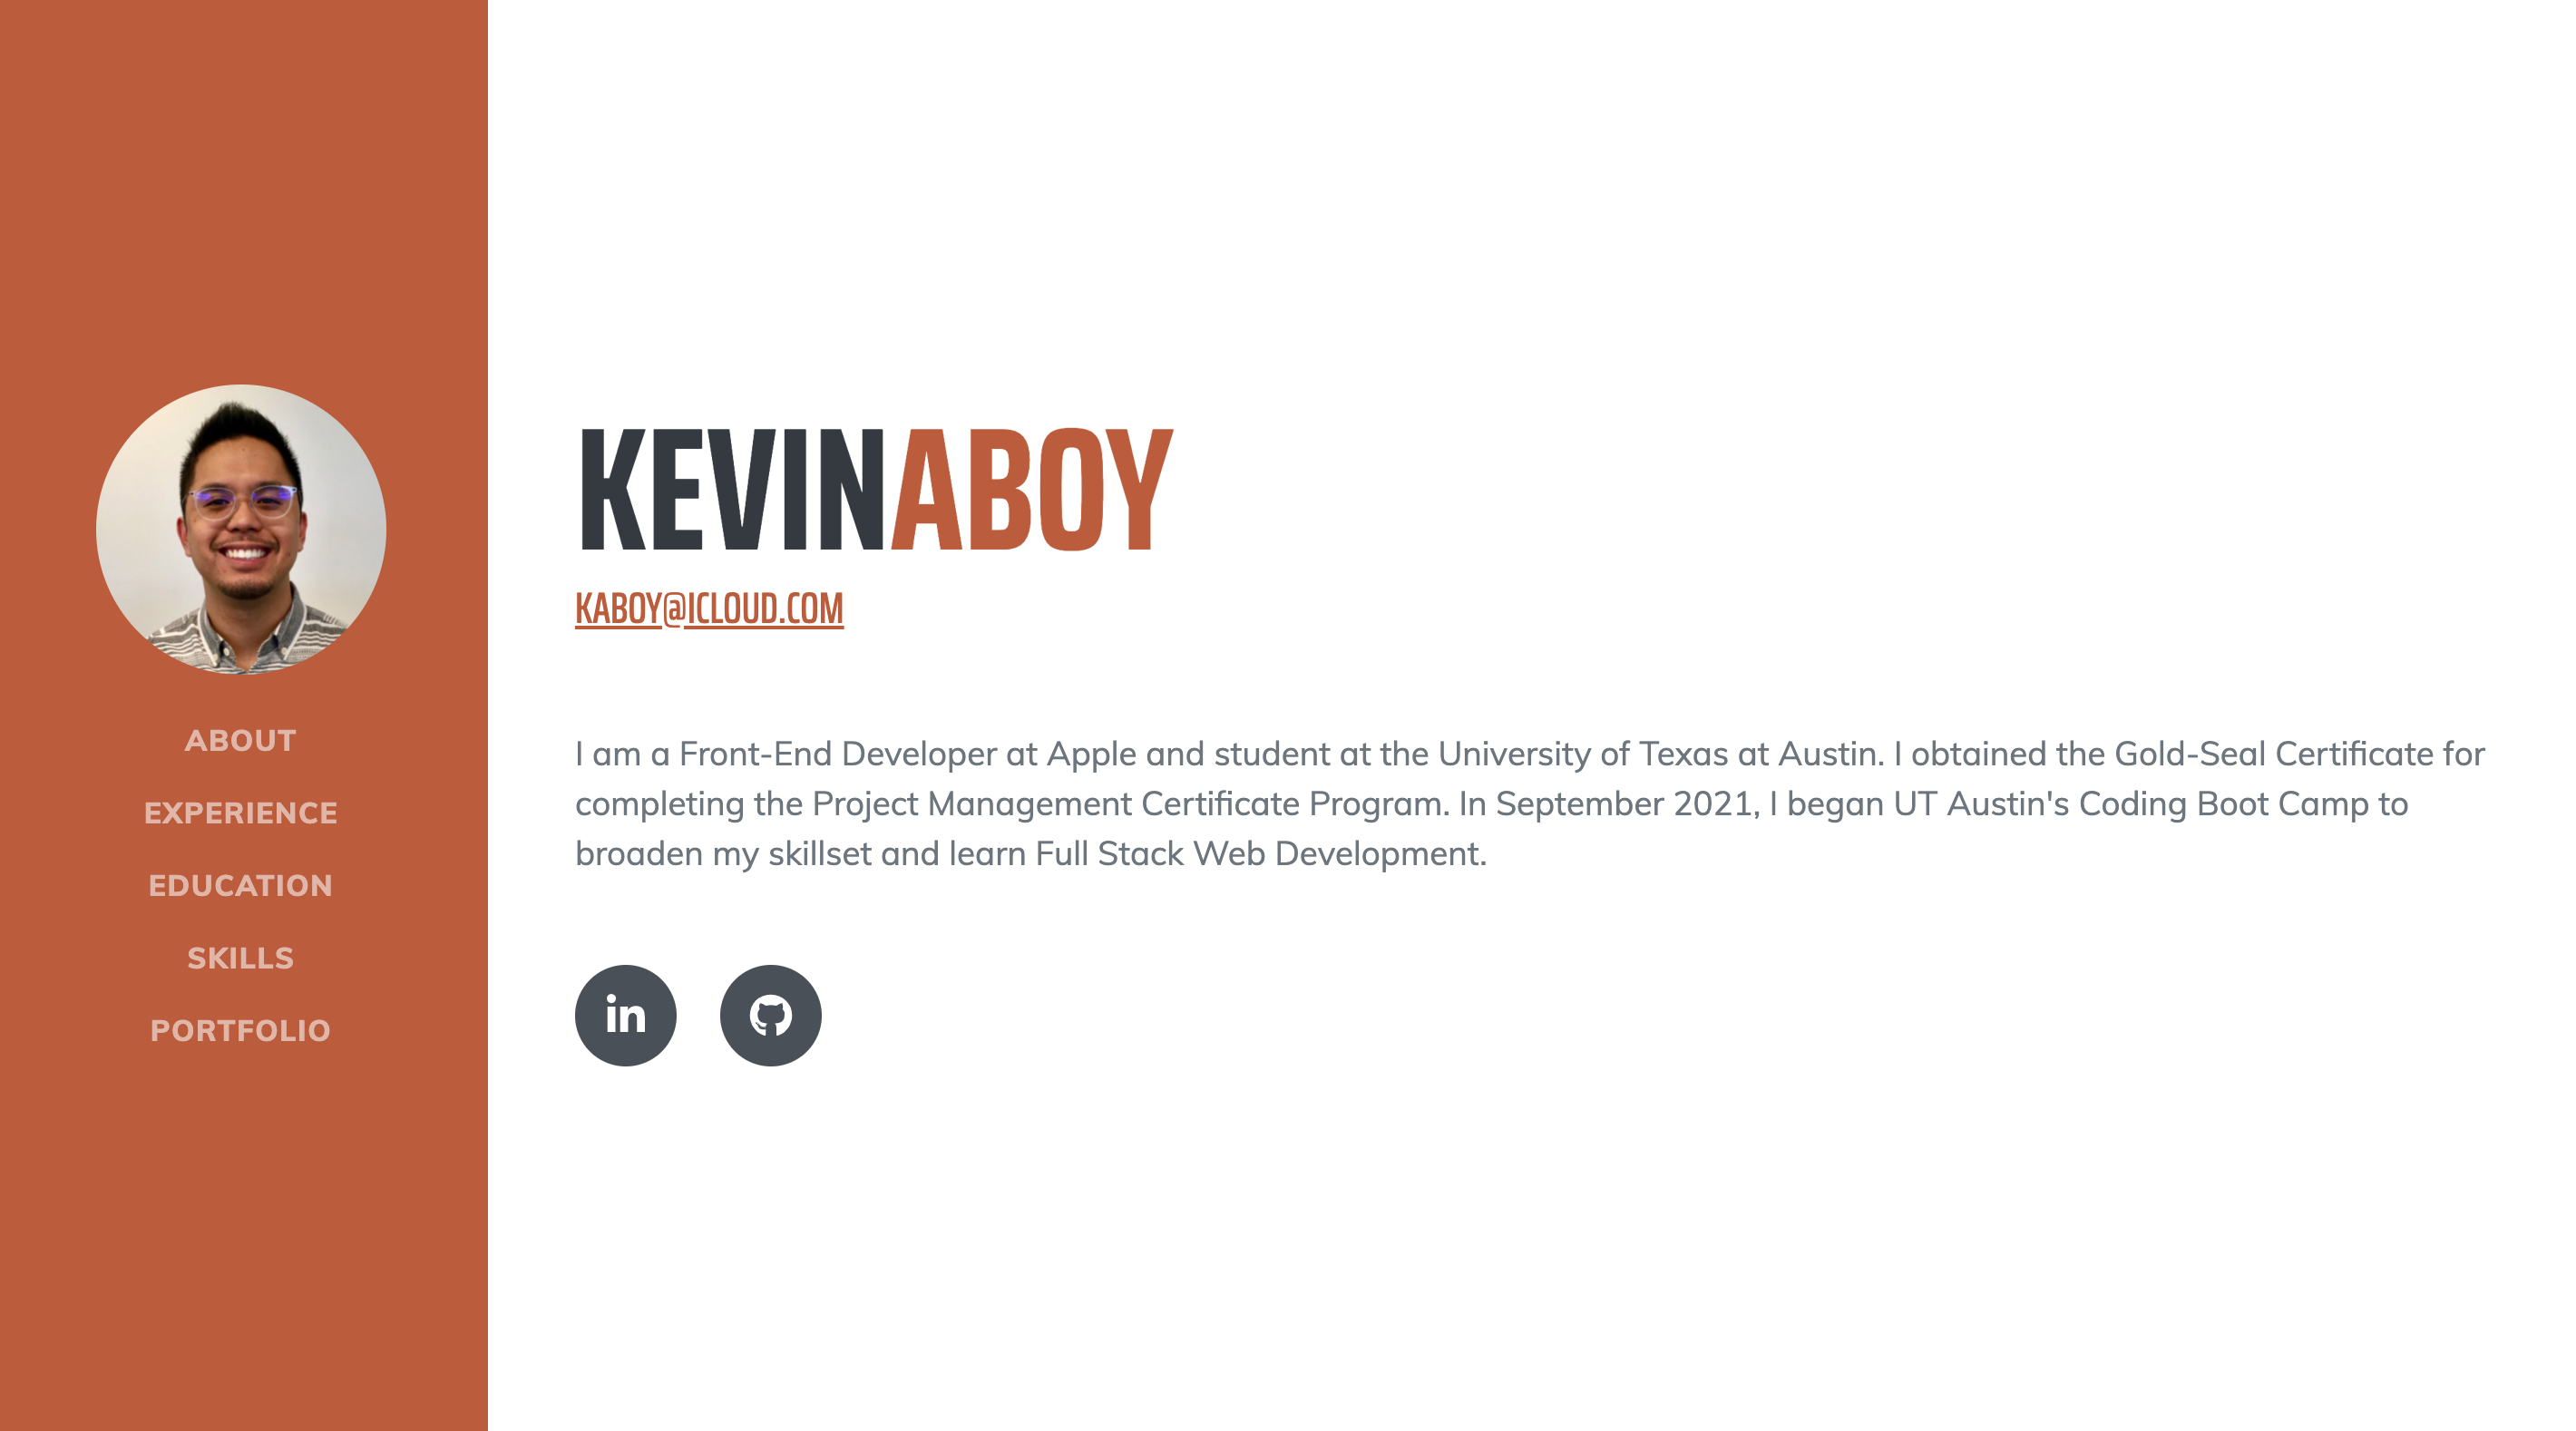 ABOUT
EXPERIENCE
EDUCATION
SKILLS
PORTFOLIO
KEVINABOY
KABOY@ICLOUD.COM
I am a Front-End Developer at Apple and student at the University of Texas at Austin. I obtained the Gold-Seal Certificate for
completing the Project Management Certificate Program. In September 2021, I began UT Austin's Coding Boot Camp to
broaden my skillset and learn Full Stack Web Development.
in